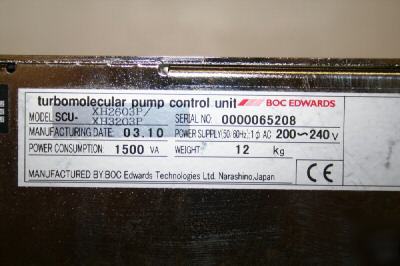 turbomolecular pump control unit BOC EDWARDS
MODEL SCU- XH2603P/
XH3203P
SERIAL NO: 0000065208
MANUFACTURING DATE: 03.10 POWER SUPPLY(50/60Hz):1φAC 200~240 V
POWER CONSUMPTION: 1500 VA WEIGHT 12 kg
MANUFACTURED BY BOC Edwards Technologies Ltd. Narashino,Japan
CE